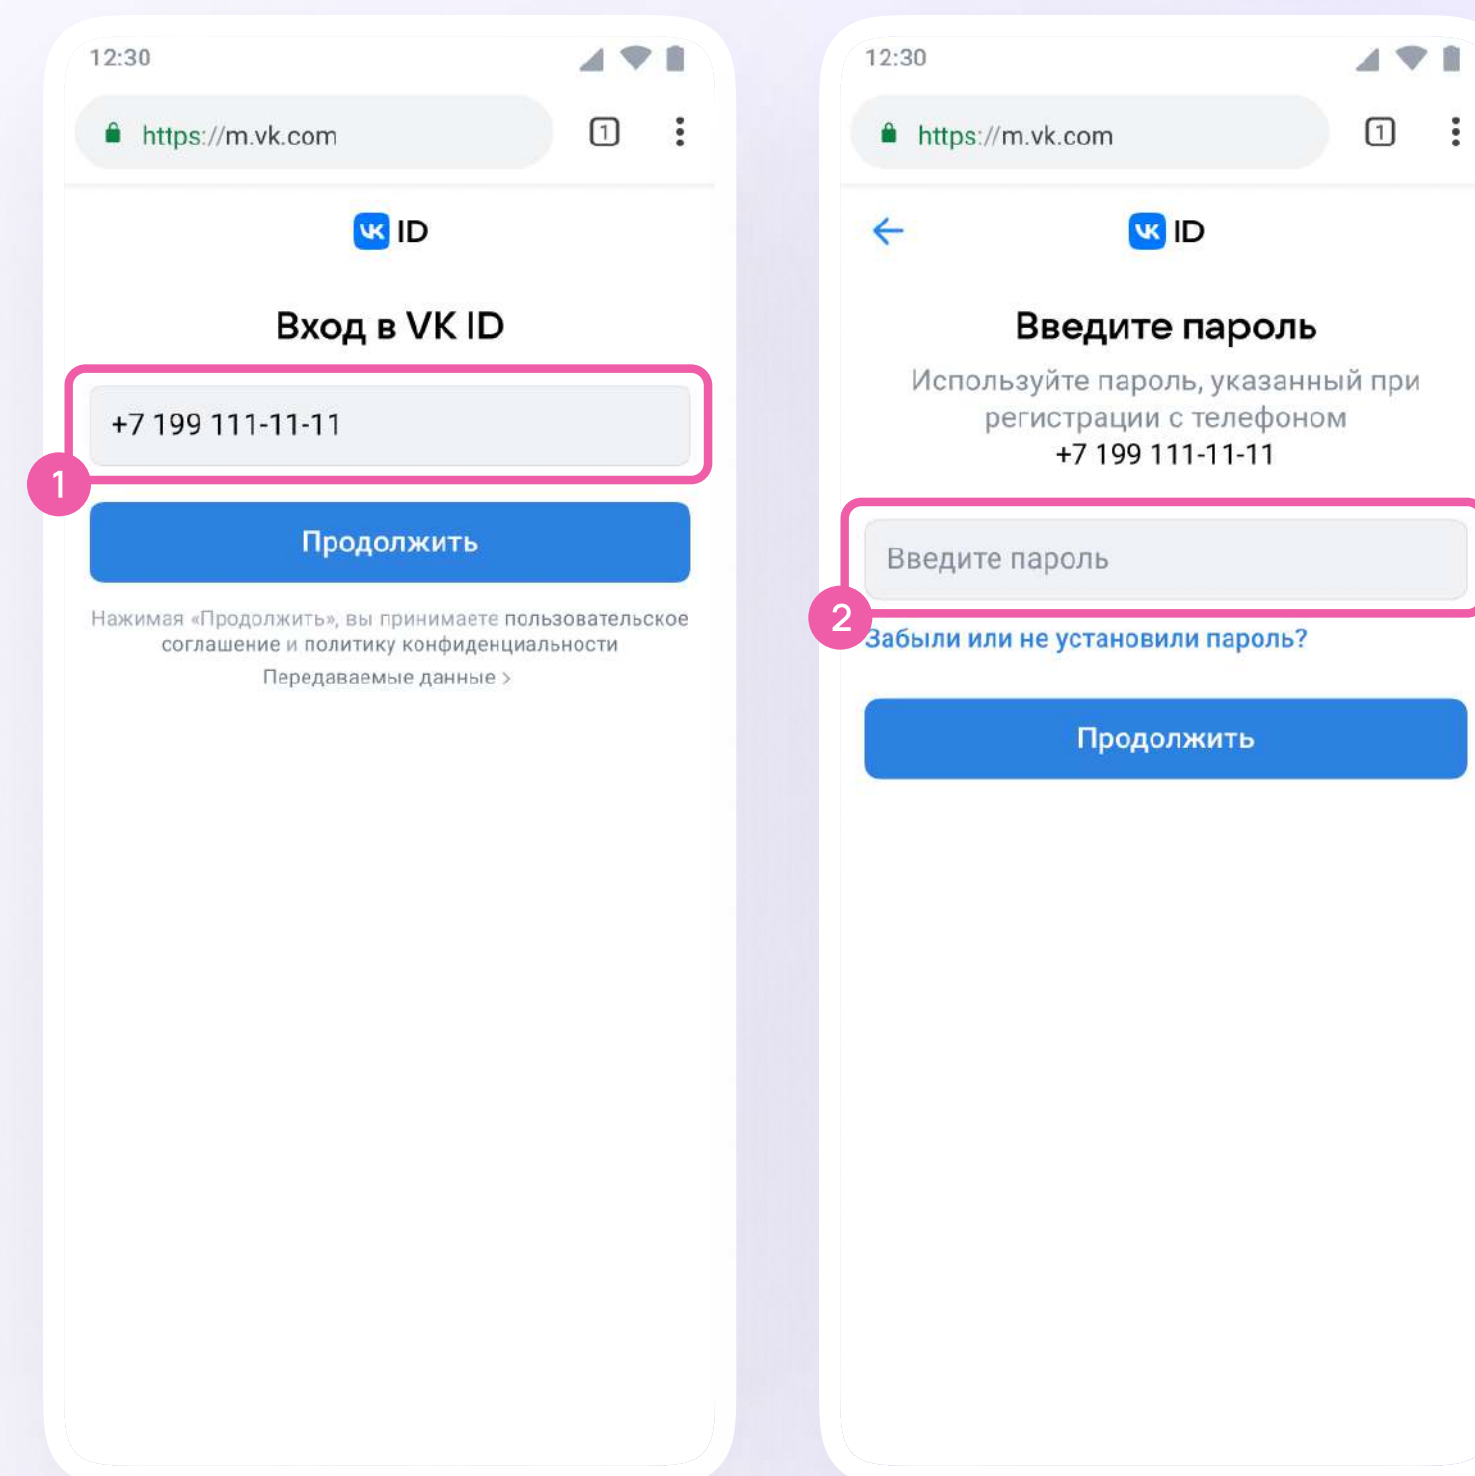 12:30
https://m.vk.com
1
VK ID
Вход в VK ID
+7 199 111-11-11
1
Продолжить
Нажимая «Продолжить», вы принимаете пользовательское
соглашение и политику конфиденциальности
Передаваемые данные >
12:30
https://m.vk.com
1
VK ID
Введите пароль
Используйте пароль, указанный при
регистрации с телефоном
+7 199 111-11-11
Введите пароль
2
Забыли или не установили пароль?
Продолжить